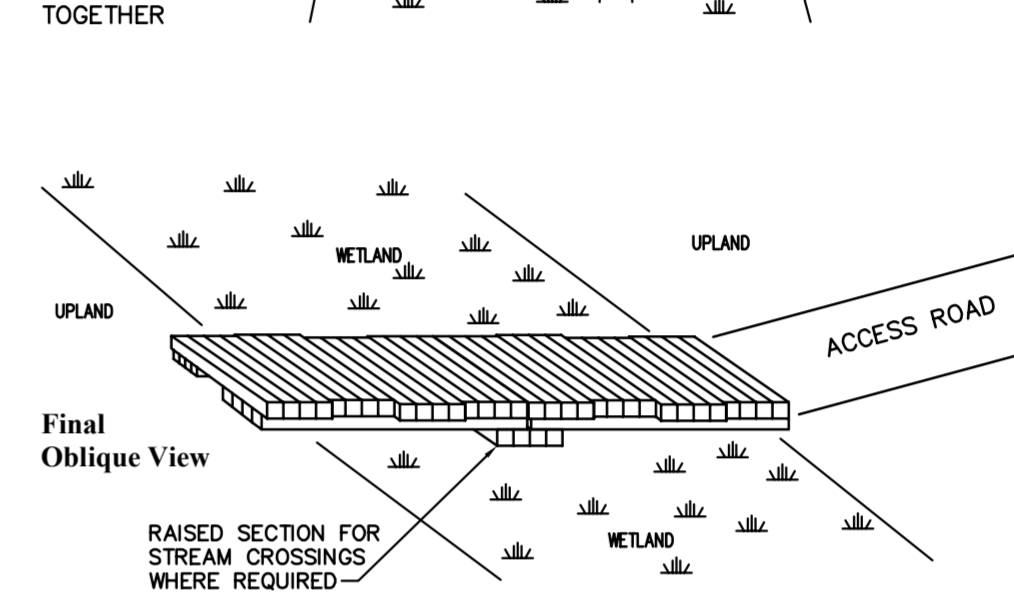 TOGETHER
WETLAND
UPLAND
UPLAND
ACCESS ROAD
Final
Oblique View
RAISED SECTION FOR
STREAM CROSSINGS
WHERE REQUIRED
WETLAND